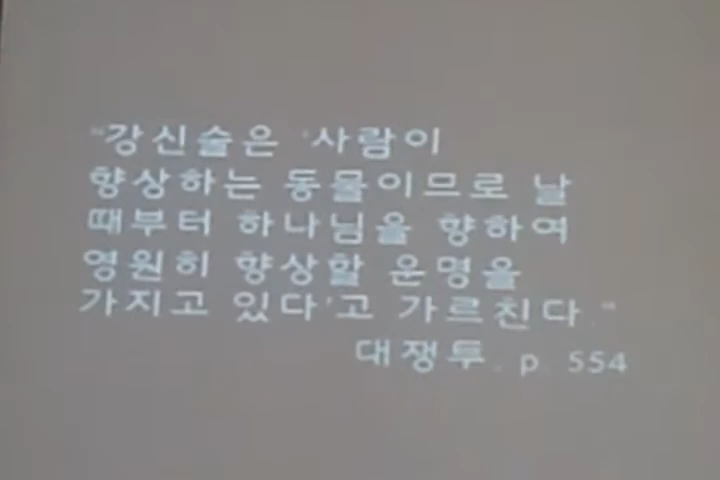 "강신술은 '사람이
향상하는 동물이므로 날
때부터 하나님을 향하여
영원히 향상할 운명을
가지고 있다'고 가르친다."
대쟁투, p. 554